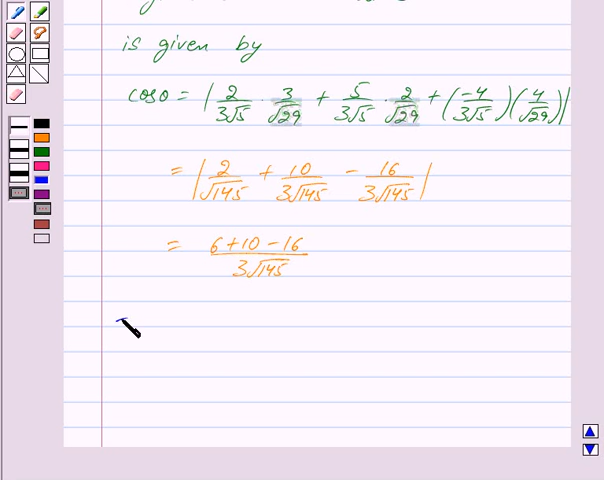 is given by
cosθ = | 2/3√5 · 3/√29 + 5/3√5 · 2/√29 + (-4/3√5)(4/√29) |
= | 2/√145 + 10/3√145 - 16/3√145 |
= 6+10-16/3√145